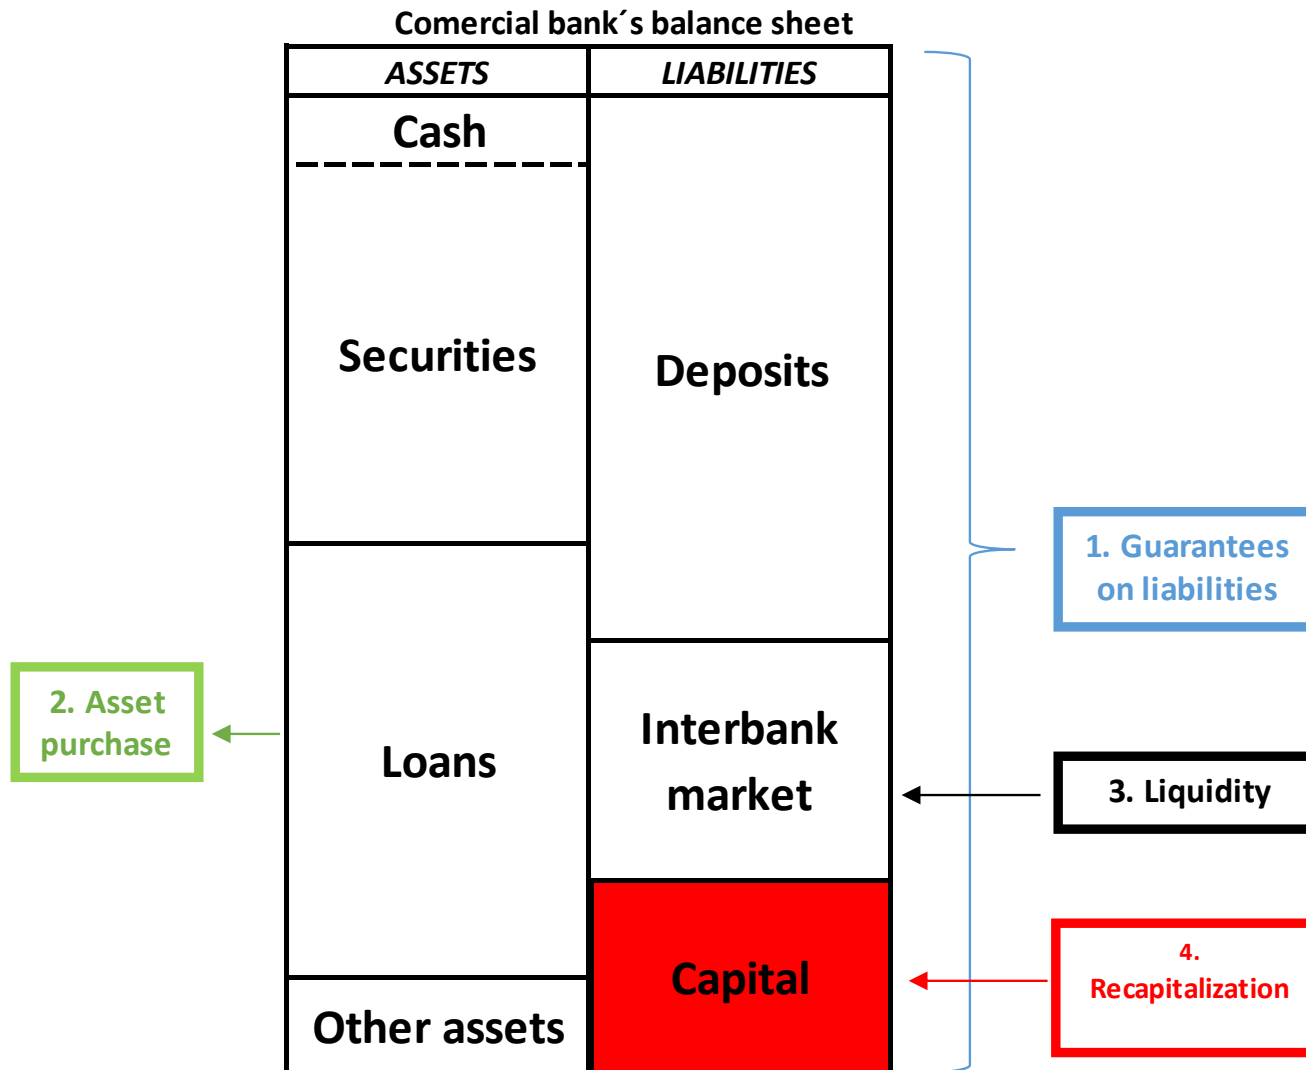 Comercial bank´s balance sheet
ASSETS
LIABILITIES
Cash
Securities
Deposits
1. Guarantees
on liabilities
2. Asset
purchase
Loans
Interbank
market
3. Liquidity
4.
Recapitalization
Capital
Other assets